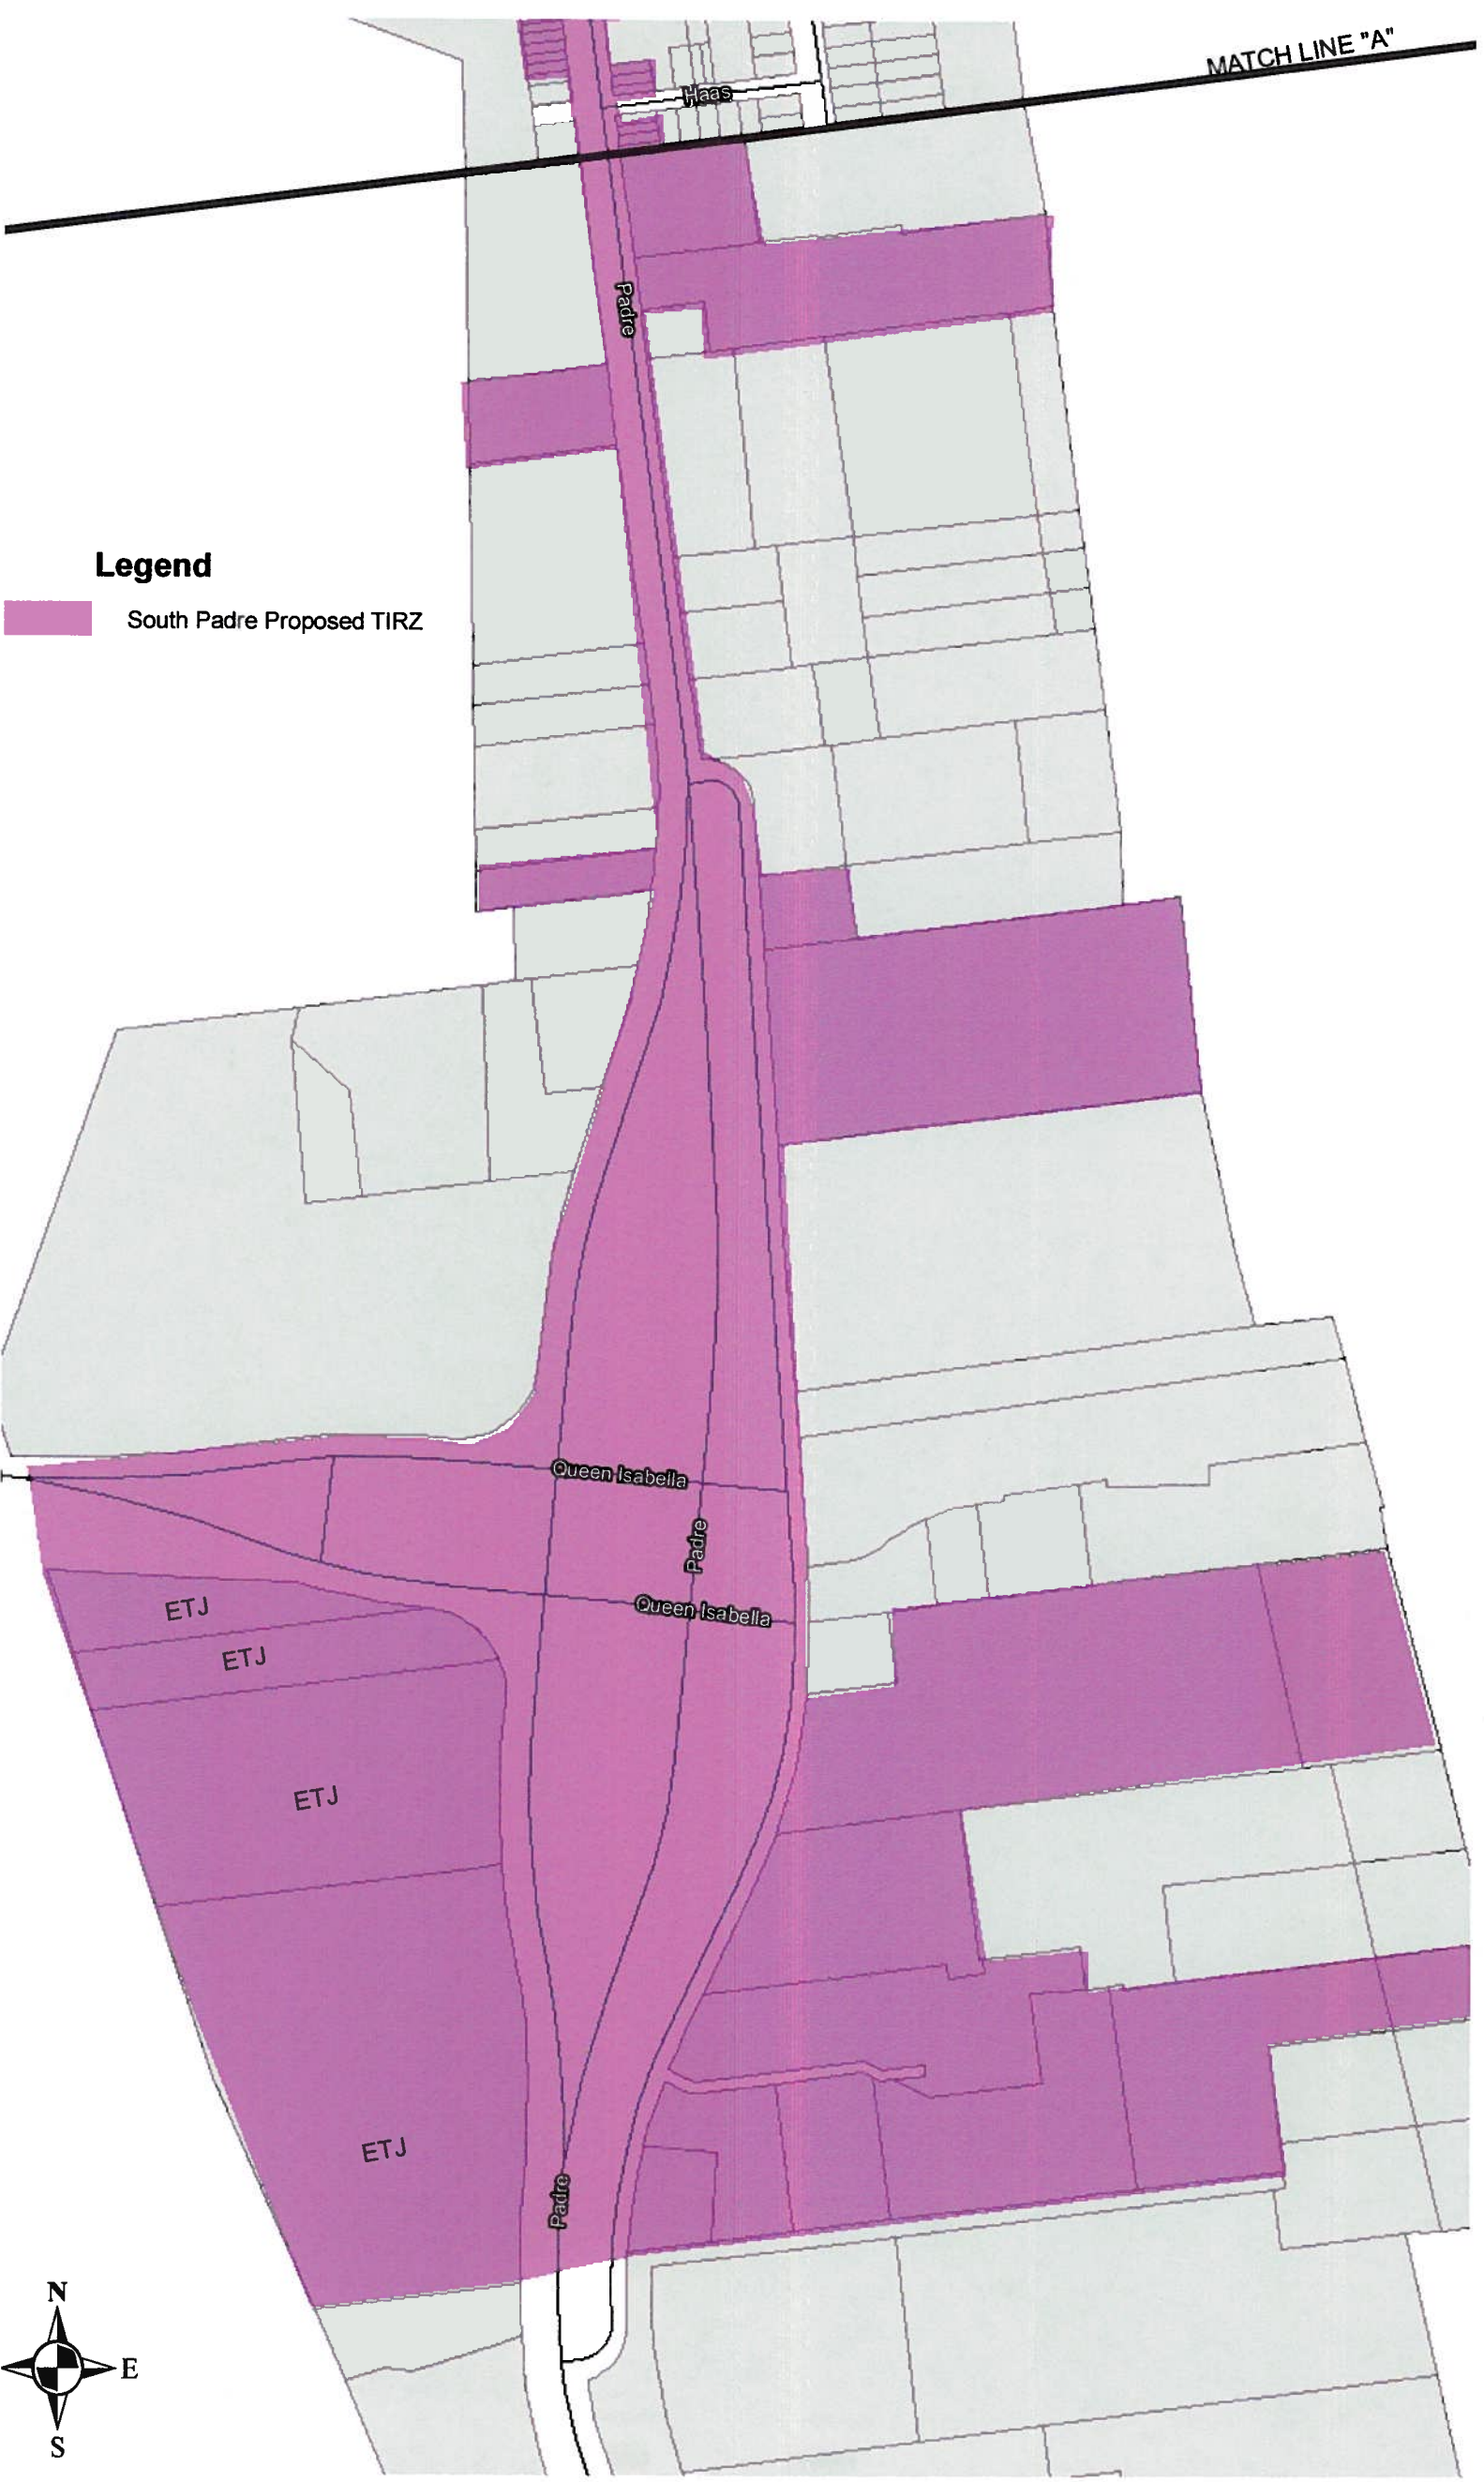 MATCH LINE "A"
Haas
Padre
Legend
South Padre Proposed TIRZ
Queen Isabella
Padre
Queen Isabella
ETJ
ETJ
ETJ
ETJ
Padre
N
E
S